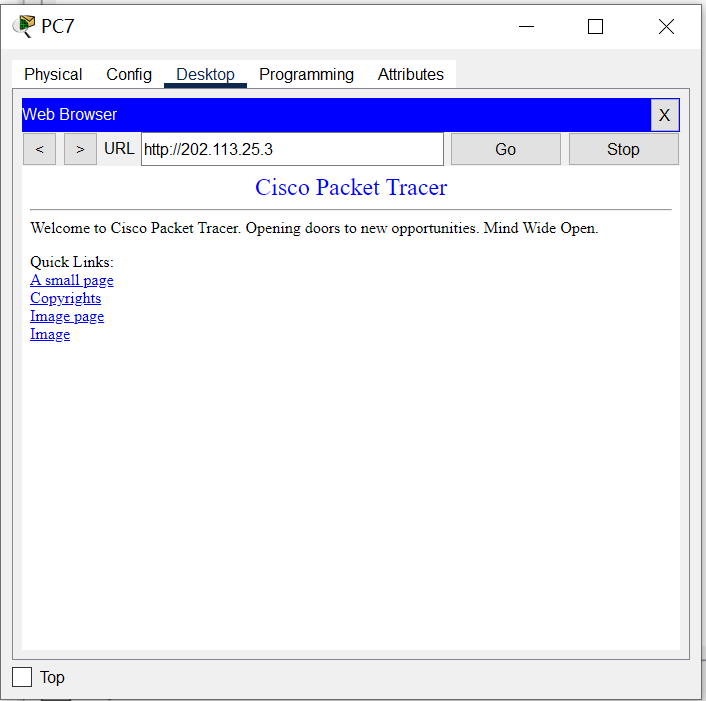 PC7
Physical Config Desktop Programming Attributes
Web Browser X
< > URL http://202.113.25.3 Go Stop
Cisco Packet Tracer
Welcome to Cisco Packet Tracer. Opening doors to new opportunities. Mind Wide Open.
Quick Links:
A small page
Copyrights
Image page
Image
Top